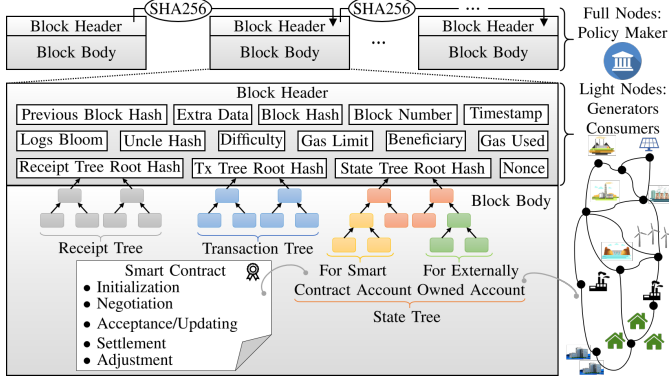 SHA256 SHA256 ...
Block Header Block Header Block Header
Block Body Block Body ... Block Body
Full Nodes:
Policy Maker
Block Header
Previous Block Hash Extra Data Block Hash Block Number Timestamp
Logs Bloom Uncle Hash Difficulty Gas Limit Beneficiary Gas Used
Receipt Tree Root Hash Tx Tree Root Hash State Tree Root Hash Nonce
Light Nodes:
Generators
Consumers
Block Body
Receipt Tree Transaction Tree
For Smart For Externally
Contract Account Owned Account
State Tree
Smart Contract
● Initialization
● Negotiation
● Acceptance/Updating
● Settlement
● Adjustment